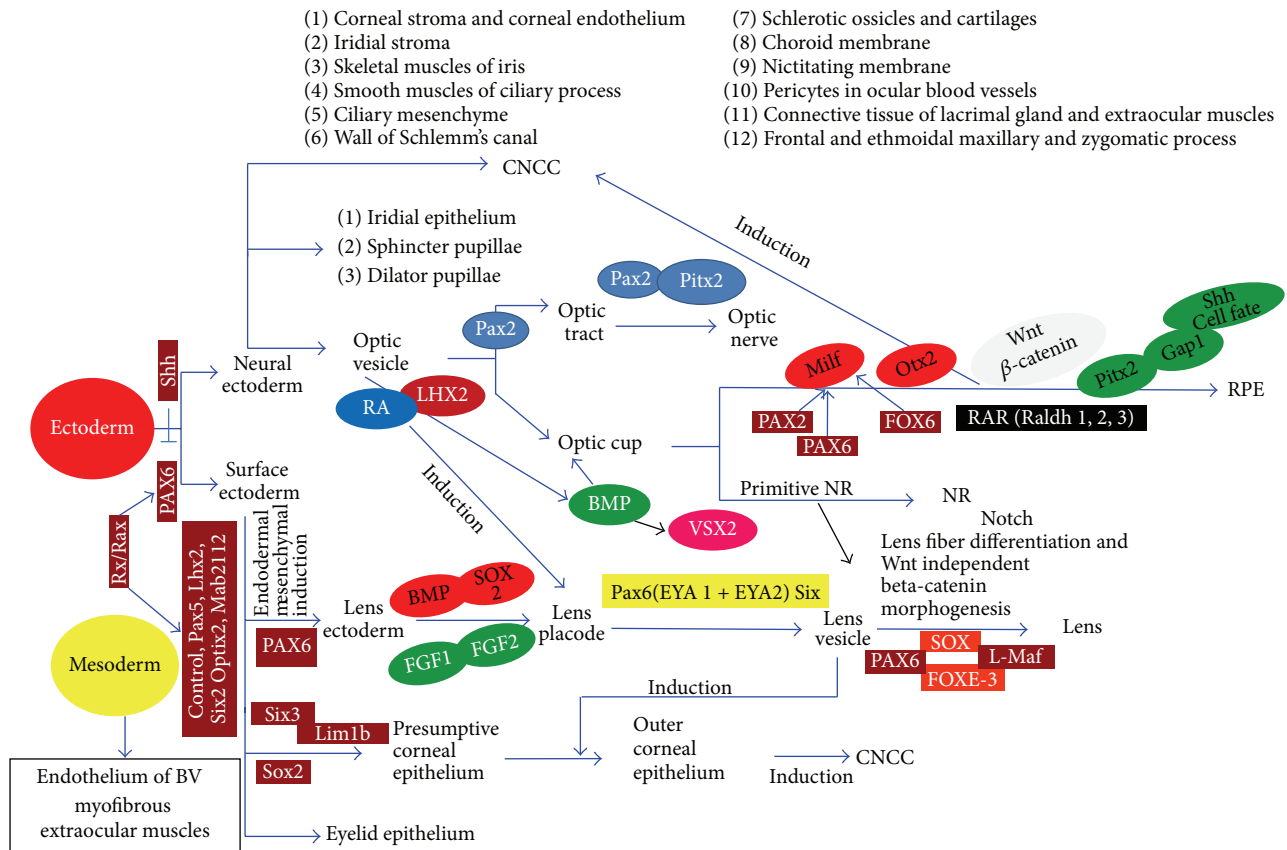 (1) Corneal stroma and corneal endothelium
(2) Iridial stroma
(3) Skeletal muscles of iris
(4) Smooth muscles of ciliary process
(5) Ciliary mesenchyme
(6) Wall of Schlemm's canal
(7) Schlerotic ossicles and cartilages
(8) Choroid membrane
(9) Nictitating membrane
(10) Pericytes in ocular blood vessels
(11) Connective tissue of lacrimal gland and extraocular muscles
(12) Frontal and ethmoidal maxillary and zygomatic process
CNCC
(1) Iridial epithelium
(2) Sphincter pupillae
(3) Dilator pupillae
Induction
Pax2
Pitx2
Optic
tract
Optic
nerve
Pax2
Optic
vesicle
RA
LHX2
Shh
Neural
ectoderm
Ectoderm
PAX6
Surface
ectoderm
Rx/Rax
Mesoderm
Control, Pax5, Lhx2,
Six2 Optix2, Mab2112
Endothelium of BV
myofibrous
extraocular muscles
Milf
Otx2
Wnt
β-catenin
Pitx2
Gap1
Shh
Cell fate
RPE
PAX2
PAX6
FOX6
RAR (Raldh 1, 2, 3)
Optic cup
BMP
VSX2
Primitive NR
NR
Induction
Endodermal
mesenchymal
induction
PAX6
Lens
ectoderm
BMP
SOX
2
FGF1
FGF2
Lens
placode
Pax6(EYA 1 + EYA2) Six
Lens
vesicle
Notch
Lens fiber differentiation and
Wnt independent
beta-catenin
morphogenesis
Lens
PAX6
SOX
FOXE-3
L-Maf
Induction
Six3
Lim1b
Sox2
Presumptive
corneal
epithelium
Outer
corneal
epithelium
Induction
CNCC
Eyelid epithelium